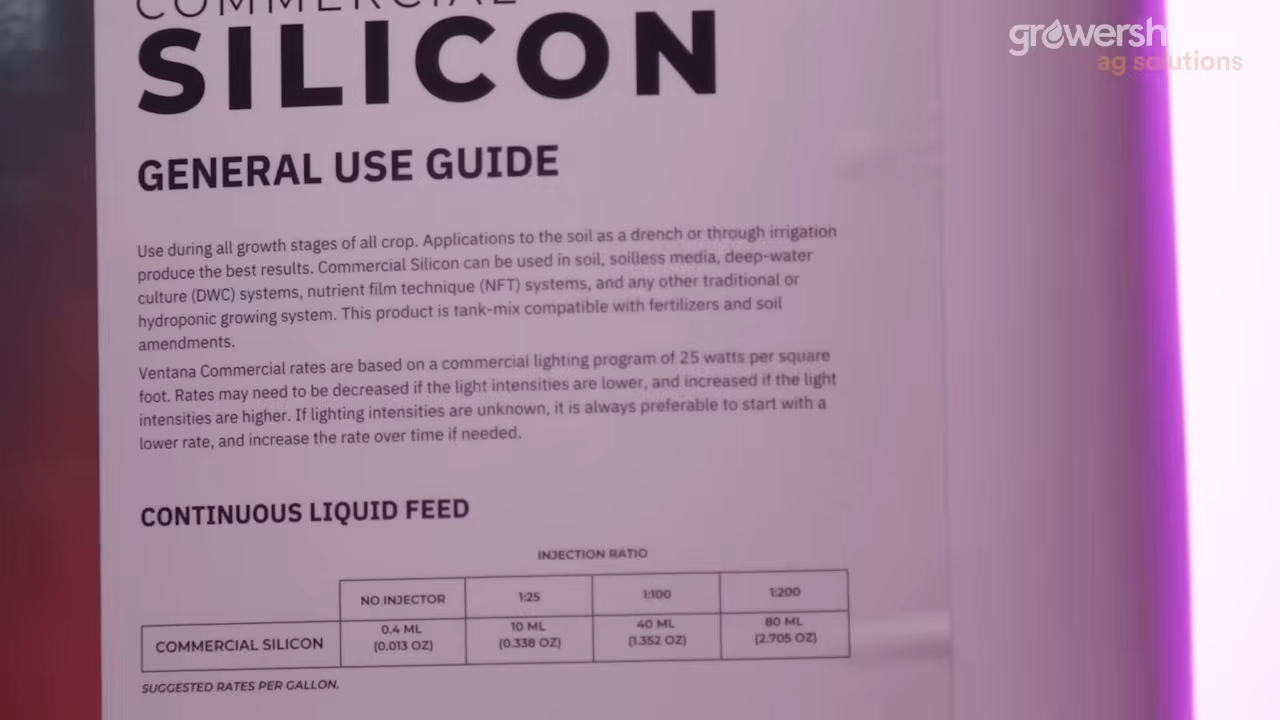 COMMERCIAL
SILICON
GENERAL USE GUIDE
Use during all growth stages of all crop. Applications to the soil as a drench or through irrigation
produce the best results. Commercial Silicon can be used in soil, soilless media, deep-water
culture (DWC) systems, nutrient film technique (NFT) systems, and any other traditional or
hydroponic growing system. This product is tank-mix compatible with fertilizers and soil
amendments.
Ventana Commercial rates are based on a commercial lighting program of 25 watts per square
foot. Rates may need to be decreased if the light intensities are lower, and increased if the light
intensities are higher. If lighting intensities are unknown, it is always preferable to start with a
lower rate, and increase the rate over time if needed.
CONTINUOUS LIQUID FEED
INJECTION RATIO
NO INJECTOR 1:25 1:100 1:200
COMMERCIAL SILICON 0.4 ML (0.013 OZ) 10 ML (0.338 OZ) 40 ML (1.352 OZ) 80 ML (2.705 OZ)
SUGGESTED RATES PER GALLON.
ag solutions